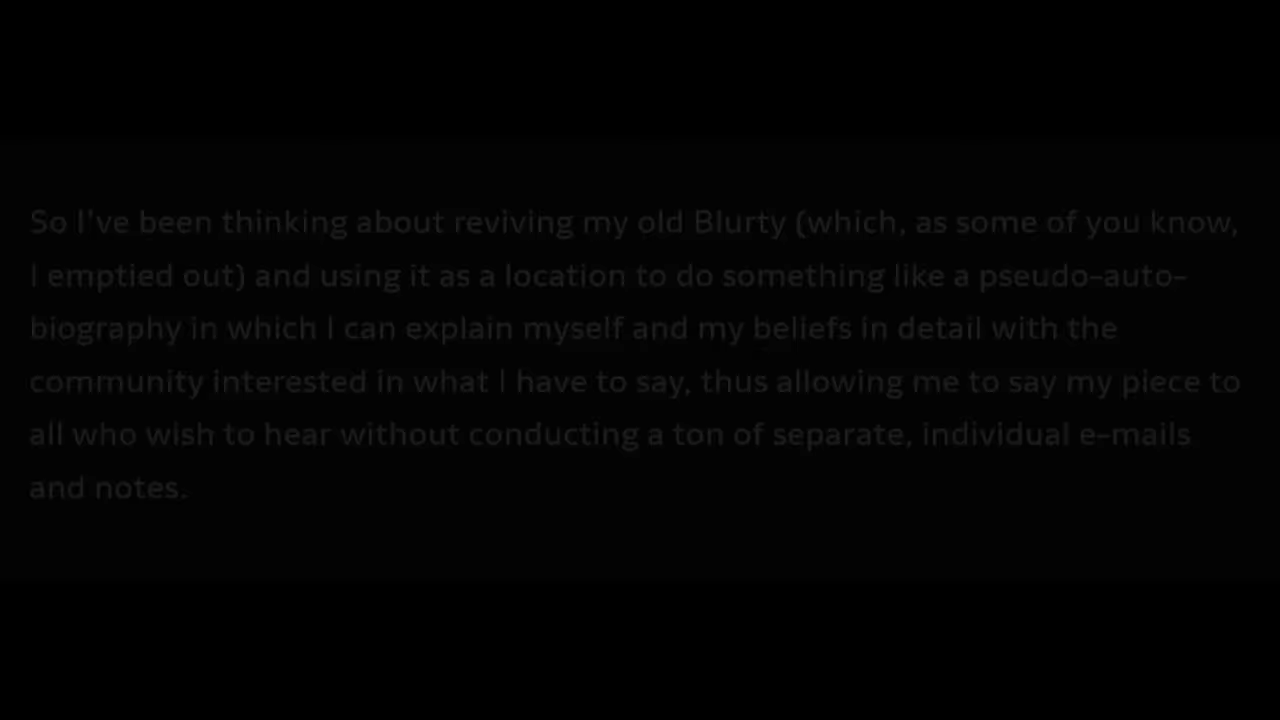 So I've been thinking about reviving my old Blurty (which, as some of you know,
I emptied out) and using it as a location to do something like a pseudo-auto-
biography in which I can explain myself and my beliefs in detail with the
community interested in what I have to say, thus allowing me to say my piece to
all who wish to hear without conducting a ton of separate, individual e-mails
and notes.